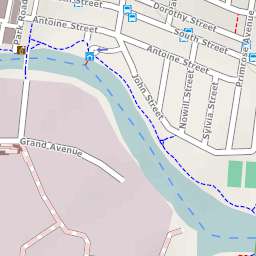 Dorothy Street
Antoine Street
South Street
Antoine Street
Primrose Avenue
Park Road
John Street
Nowill Street
Sylvia Street
Grand Avenue